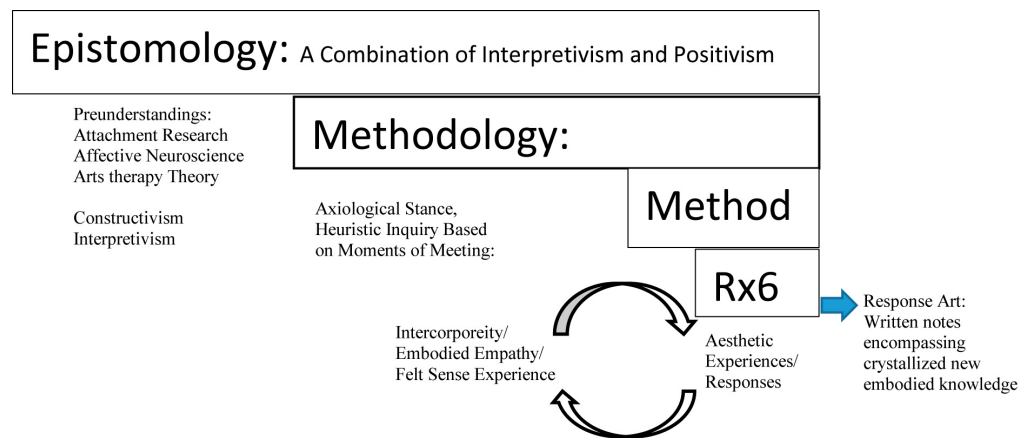 Epistomology: A Combination of Interpretivism and Positivism
Preunderstandings:
Attachment Research
Affective Neuroscience
Arts therapy Theory
Constructivism
Interpretivism
Methodology:
Axiological Stance,
Heuristic Inquiry Based
on Moments of Meeting:
Method
Rx6
Intercorporeity/
Embodied Empathy/
Felt Sense Experience
Aesthetic
Experiences/
Responses
Response Art:
Written notes
encompassing
crystallized new
embodied knowledge